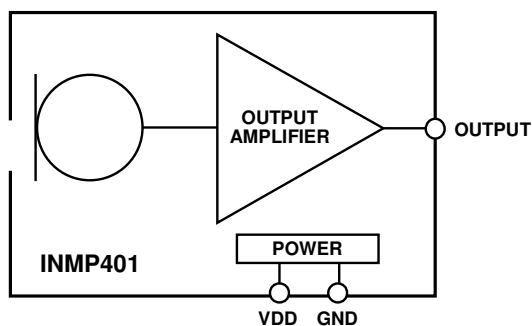 OUTPUT
AMPLIFIER
OUTPUT
POWER
INMP401
VDD GND